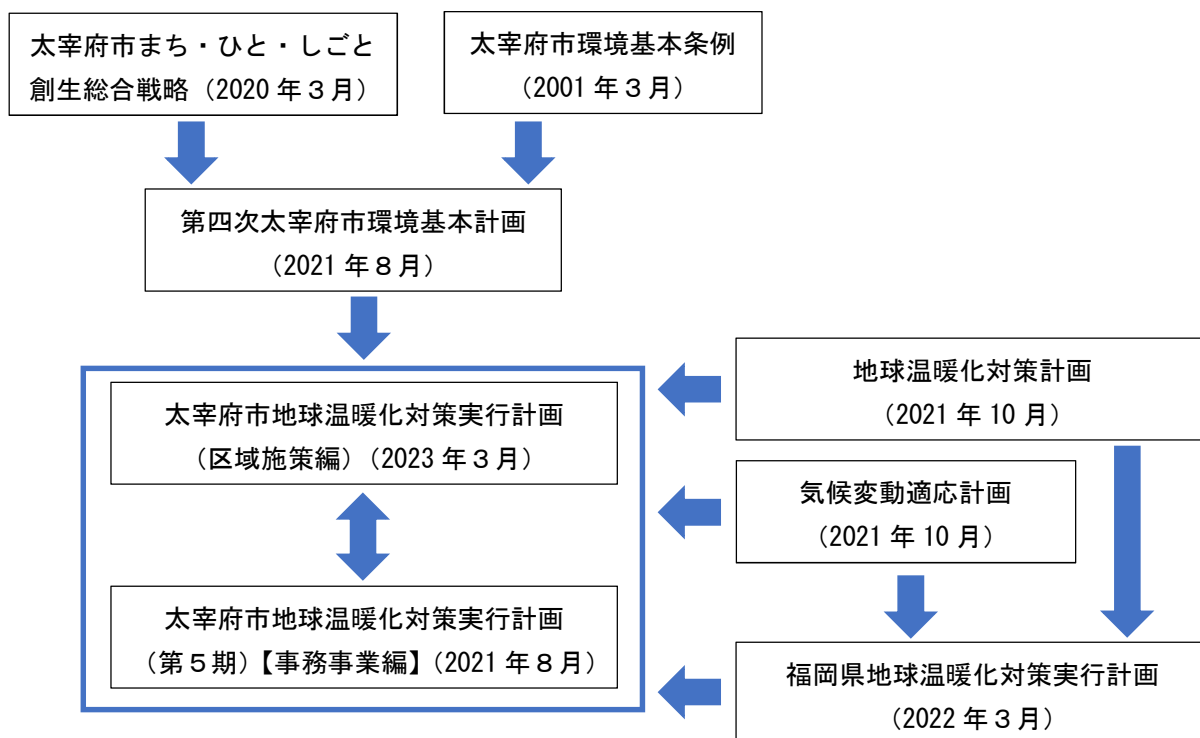 太宰府市まち・ひと・しごと
創生総合戦略（2020 年３月）
太宰府市環境基本条例
（2001 年３月）
第四次太宰府市環境基本計画
（2021 年８月）
太宰府市地球温暖化対策実行計画
（区域施策編）（2023 年３月）
太宰府市地球温暖化対策実行計画
（第５期）【事務事業編】（2021 年８月）
地球温暖化対策計画
（2021 年 10 月）
気候変動適応計画
（2021 年 10 月）
福岡県地球温暖化対策実行計画
（2022 年３月）